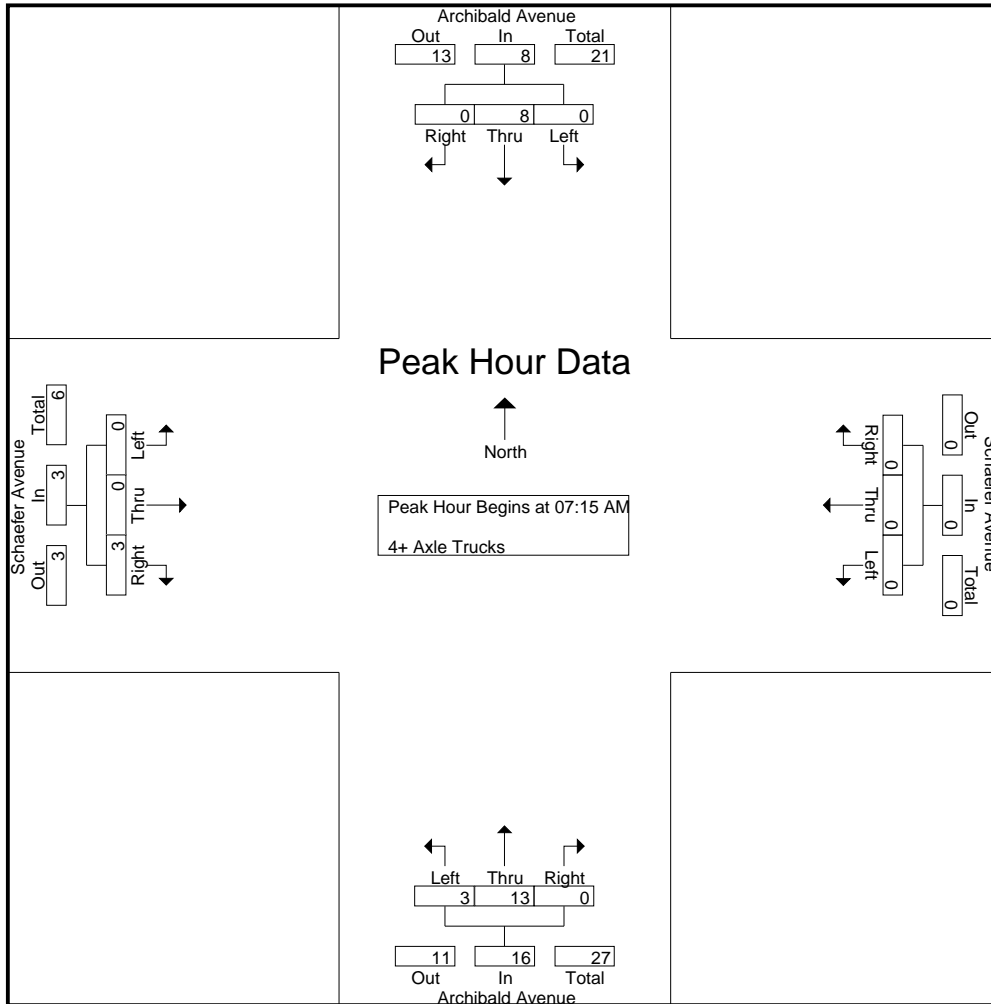 Archibald Avenue
Out In Total
13 8 21
0 8 0
Right Thru Left
Peak Hour Data
North
Peak Hour Begins at 07:15 AM
4+ Axle Trucks
Schaefer Avenue
Out In Total
3 3 6
Left Thru Right
0 0 3
Schaefer Avenue
Out In Total
0 0 0
Right Thru Left
0 0 0
Left Thru Right
3 13 0
11 16 27
Out In Total
Archibald Avenue